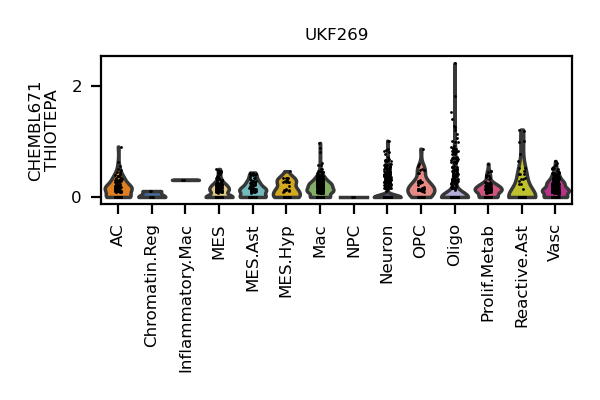 UKF269
CHEMBL671
THIOTEPA
2
0
AC
Chromatin.Reg
Inflammatory.Mac
MES
MES.Ast
MES.Hyp
Mac
NPC
Neuron
OPC
Oligo
Prolif.Metab
Reactive.Ast
Vasc